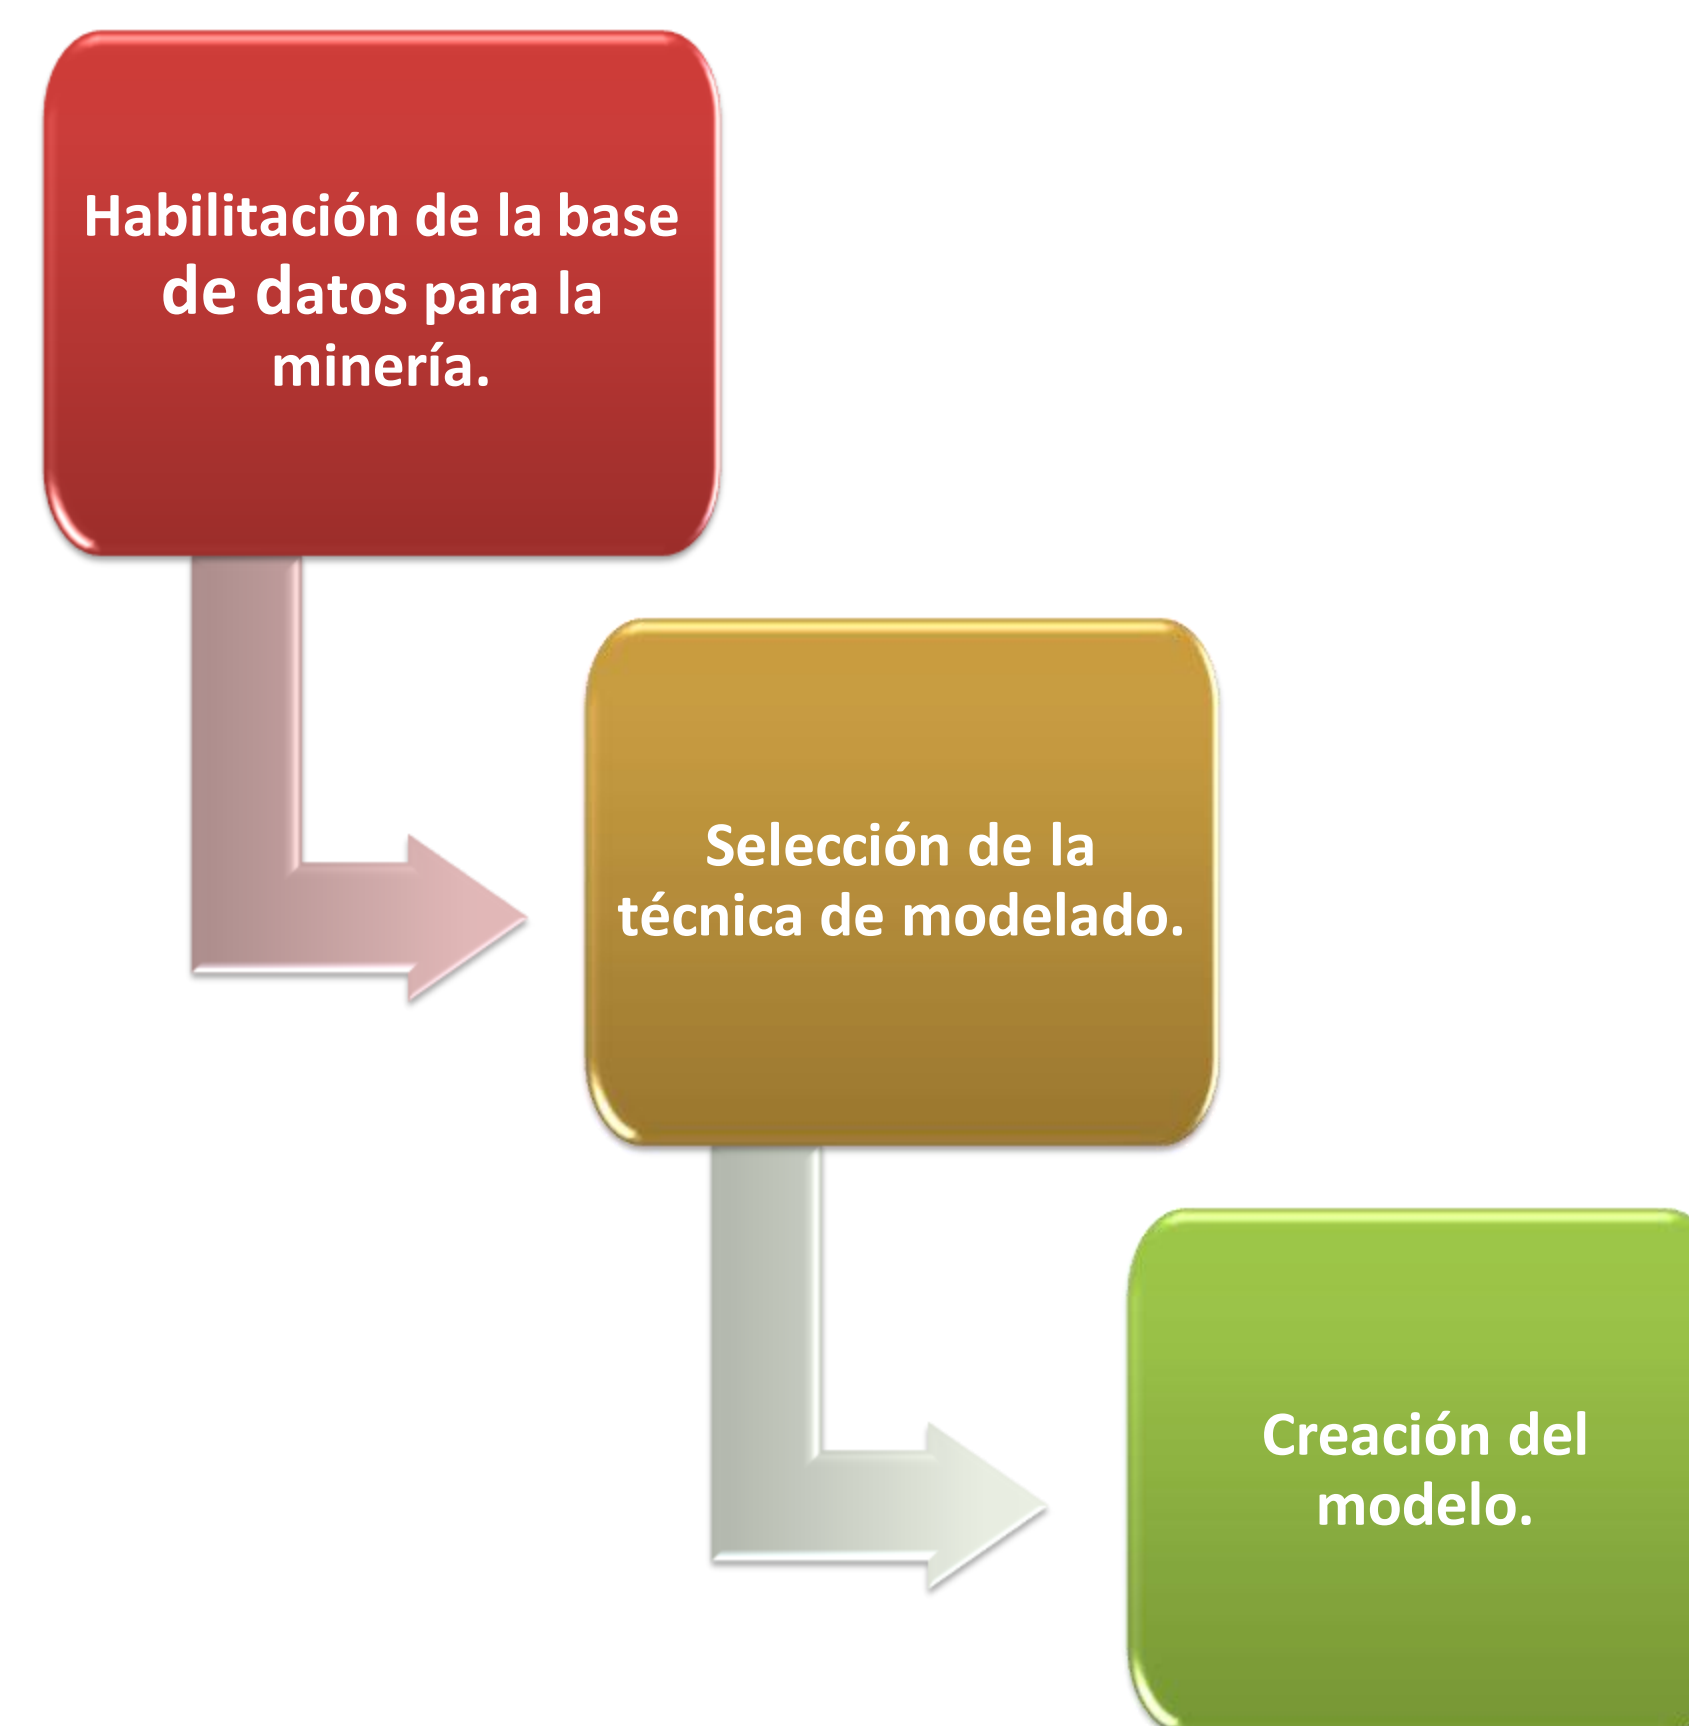 Habilitación de la base
de datos para la
minería.
Selección de la
técnica de modelado.
Creación del
modelo.